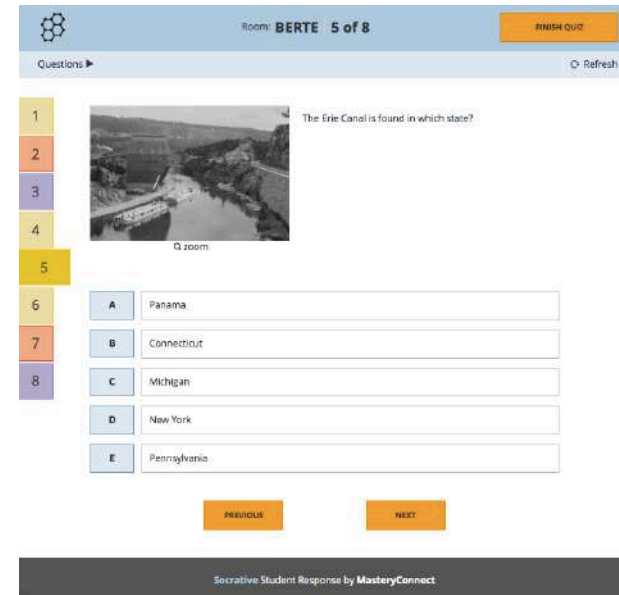 Room: BERTE 5 of 8
FINISH QUIZ
Questions ▶
Refresh
1
2
3
4
5
6
7
8
The Erie Canal is found in which state?
zoom
A Panama
B Connecticut
C Michigan
D New York
E Pennsylvania
PREVIOUS
NEXT
Socrative Student Response by MasteryConnect